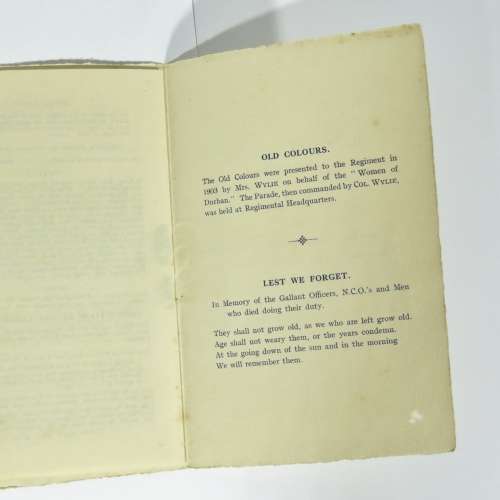 OLD COLOURS.
The Old Colours were presented to the Regiment in
1903 by Mrs. Wylie on behalf of the "Women of
Durban." The Parade, then commanded by Col. Wylie,
was held at Regimental Headquarters.
LEST WE FORGET.
In Memory of the Gallant Officers, N.C.O.'s and Men
who died doing their duty.
They shall not grow old, as we who are left grow old.
Age shall not weary them, or the years condemn.
At the going down of the sun and in the morning
We will remember them.